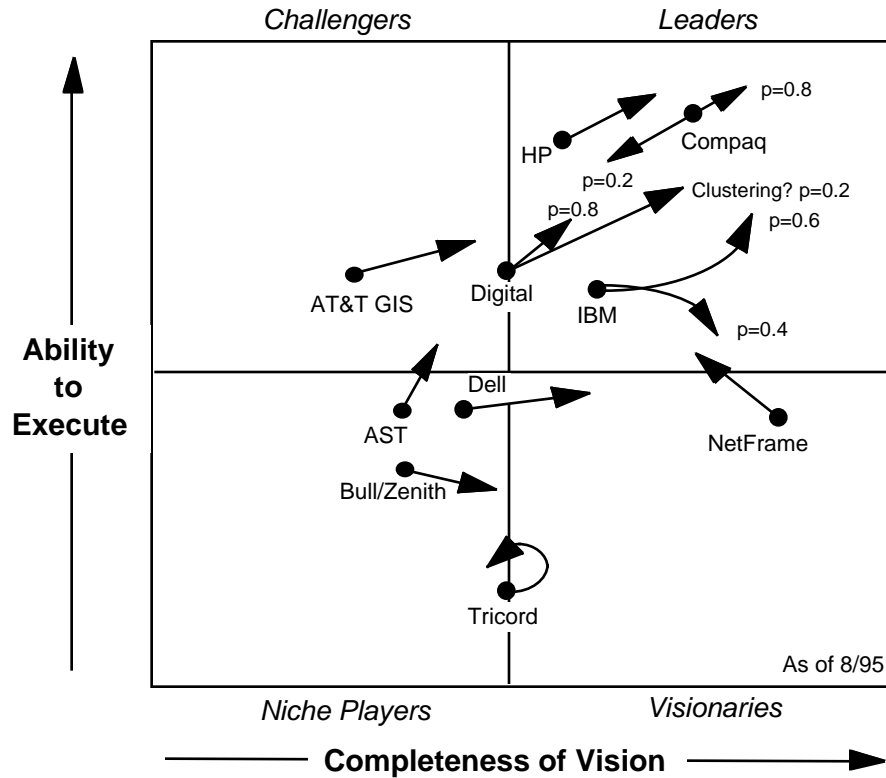 Challengers
Leaders
p=0.8
HP
Compaq
p=0.2
Clustering? p=0.2
p=0.8
p=0.6
AT&T GIS
Digital
IBM
p=0.4
Ability
to
Execute
Dell
AST
NetFrame
Bull/Zenith
Tricord
As of 8/95
Niche Players
Visionaries
Completeness of Vision